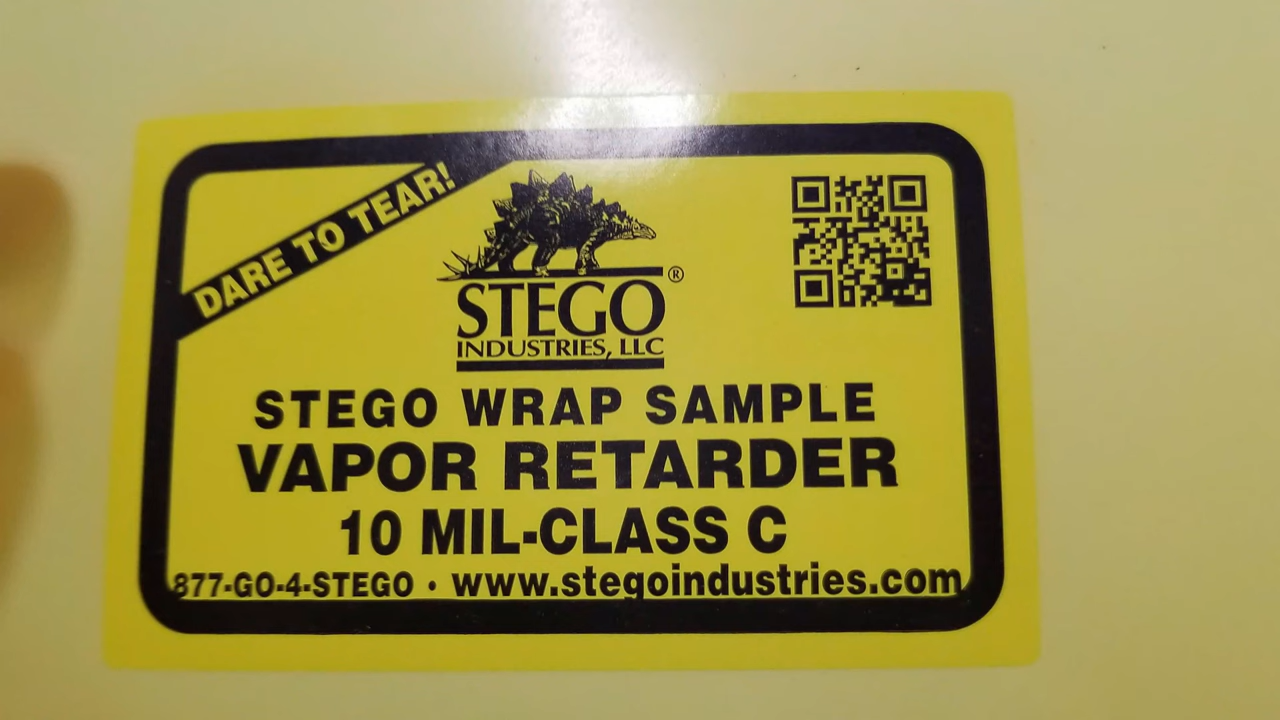 DARE TO TEAR!
STEGO®
INDUSTRIES, LLC
STEGO WRAP SAMPLE
VAPOR RETARDER
10 MIL-CLASS C
877-GO-4-STEGO • www.stegoindustries.com